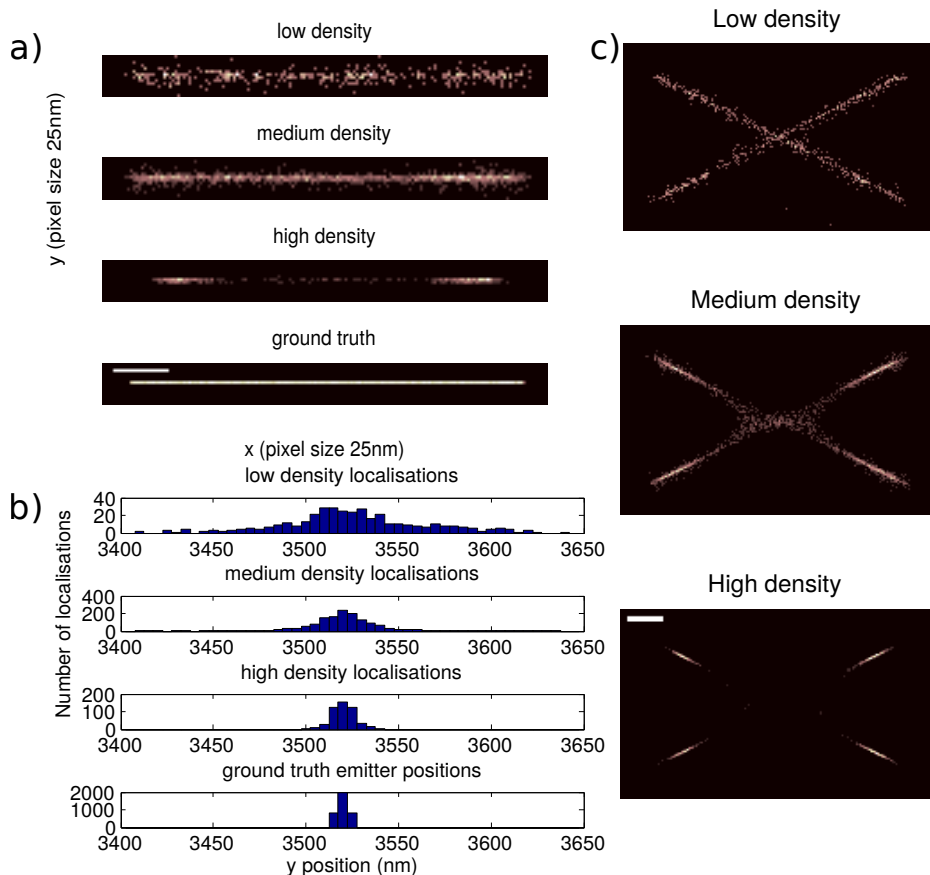 a)
low density
medium density
high density
ground truth
y (pixel size 25nm)
x (pixel size 25nm)
b)
low density localisations
40
20
0
3400 3450 3500 3550 3600 3650
medium density localisations
400
200
0
3400 3450 3500 3550 3600 3650
high density localisations
200
100
0
3400 3450 3500 3550 3600 3650
ground truth emitter positions
2000
1000
0
3400 3450 3500 3550 3600 3650
y position (nm)
Number of localisations
c)
Low density
Medium density
High density